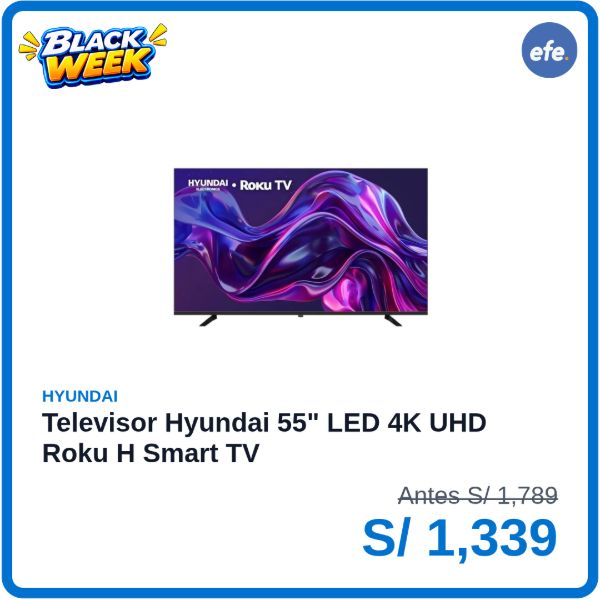 BLACK
WEEK
efe.
HYUNDAI
ELECTRONICS
• ROKU TV
HYUNDAI
Televisor Hyundai 55" LED 4K UHD
Roku H Smart TV
Antes S/ 1,789
S/ 1,339